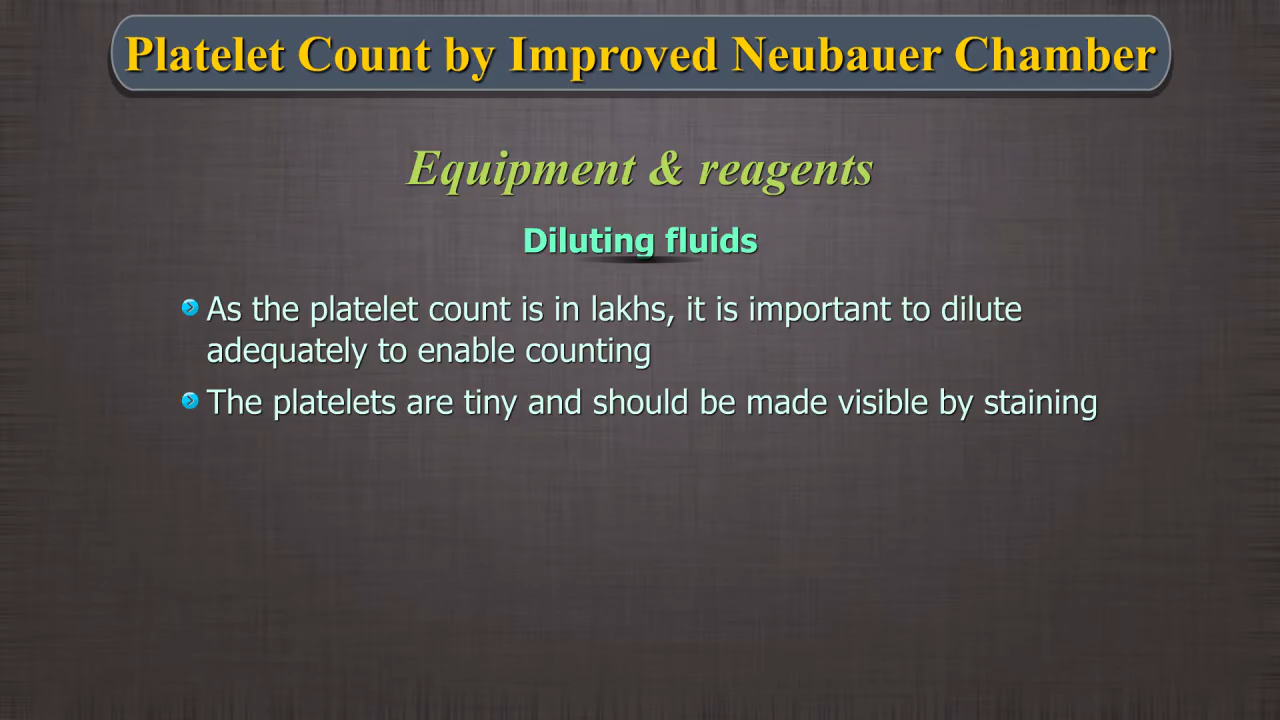 Platelet Count by Improved Neubauer Chamber
Equipment & reagents
Diluting fluids
As the platelet count is in lakhs, it is important to dilute
adequately to enable counting
The platelets are tiny and should be made visible by staining